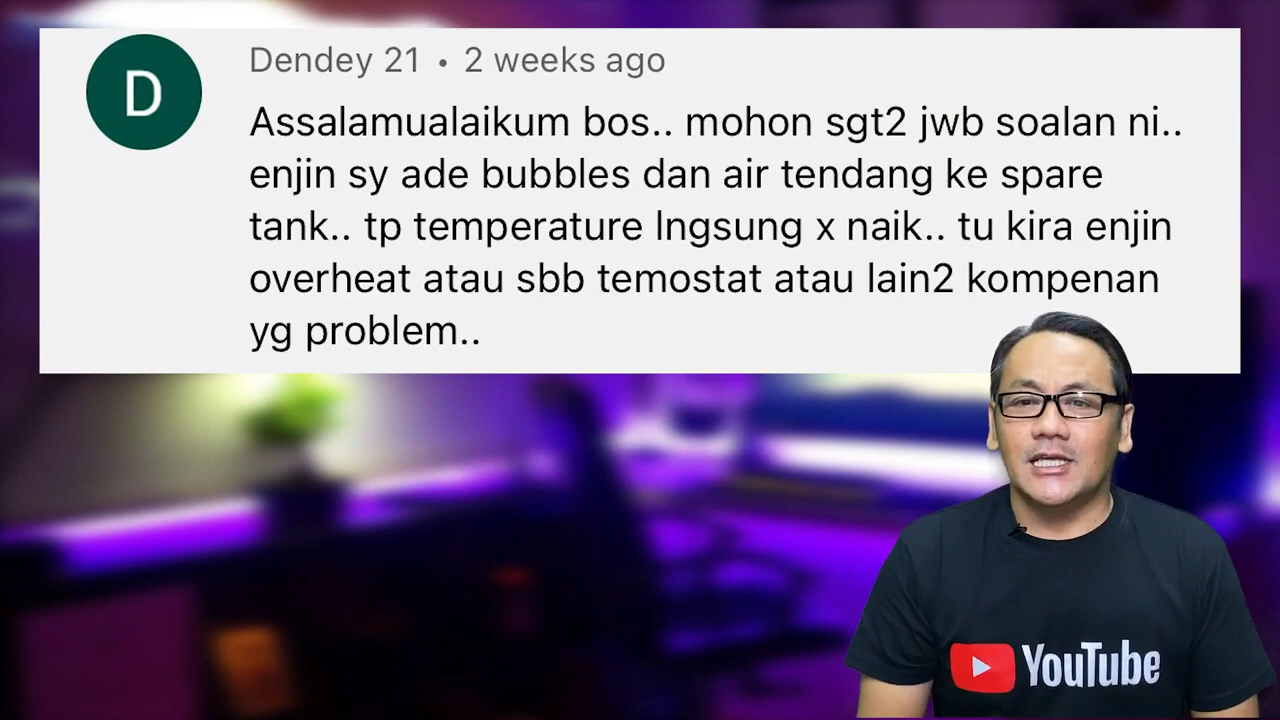 D
Dendey 21 • 2 weeks ago
Assalamualaikum bos.. mohon sgt2 jwb soalan ni..
enjin sy ade bubbles dan air tendang ke spare
tank.. tp temperature lngsung x naik.. tu kira enjin
overheat atau sbb temostat atau lain2 kompenan
yg problem..
YouTube